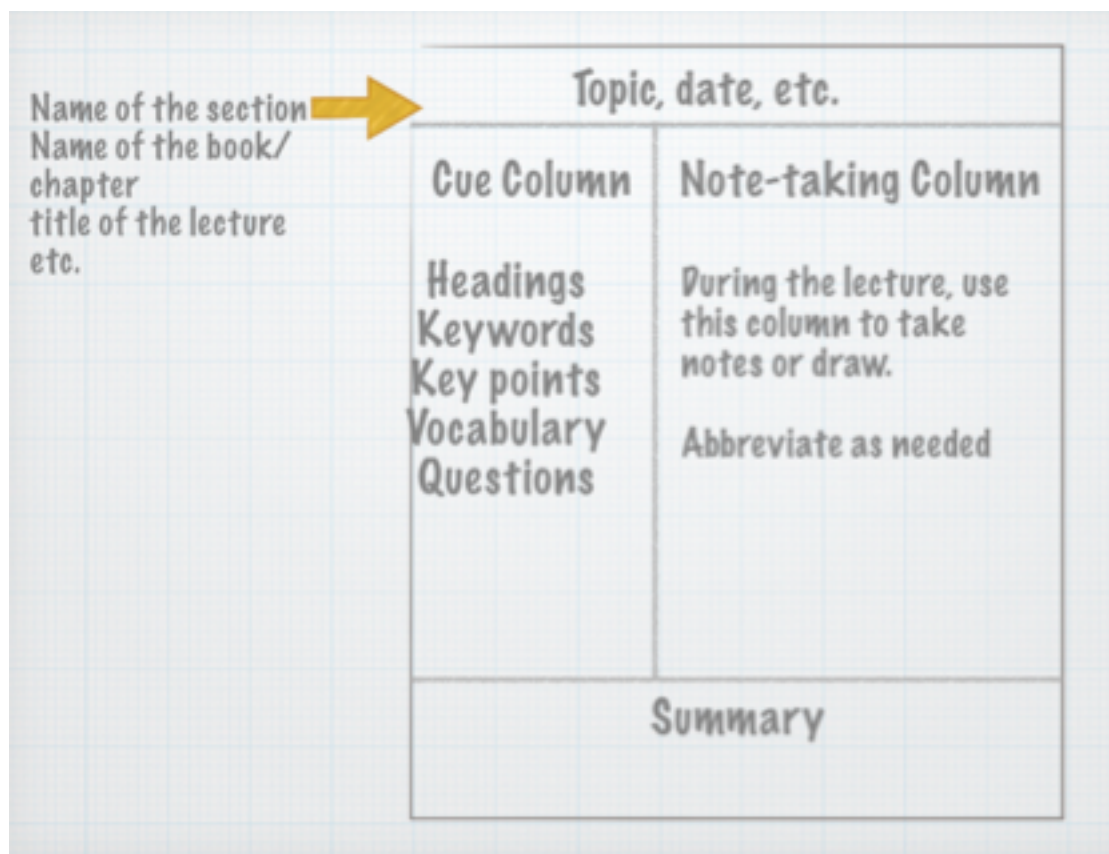 Name of the section
Name of the book/
chapter
title of the lecture
etc.
Topic, date, etc.
Cue Column
Headings
Keywords
Key points
Vocabulary
Questions
Note-taking Column
During the lecture, use
this column to take
notes or draw.
Abbreviate as needed
Summary